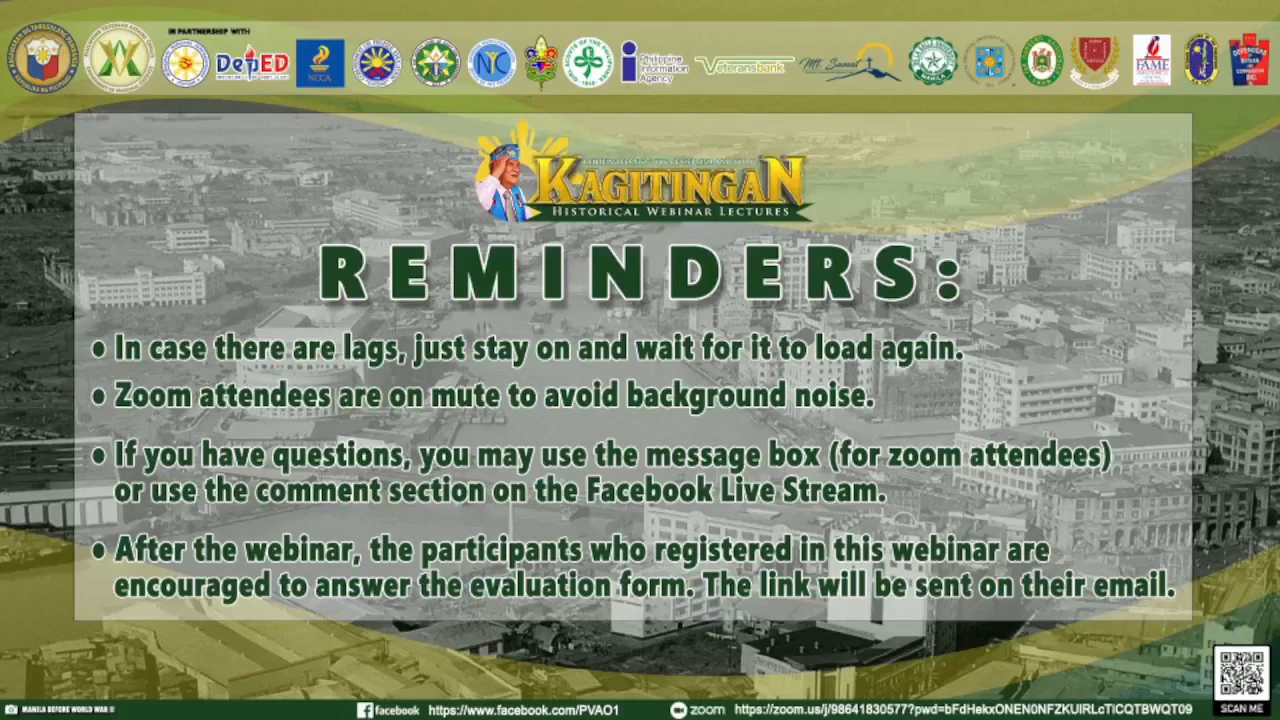 IN PARTNERSHIP WITH
DepED
NCCA
NYC
Philippine
Information
Agency
Veteransbank
Mt. Samat
FAME
DEFENDERS
KAGITINGAN
HISTORICAL WEBINAR LECTURES
REMINDERS:
• In case there are lags, just stay on and wait for it to load again.
• Zoom attendees are on mute to avoid background noise.
• If you have questions, you may use the message box (for zoom attendees)
or use the comment section on the Facebook Live Stream.
• After the webinar, the participants who registered in this webinar are
encouraged to answer the evaluation form. The link will be sent on their email.
MANILA BEFORE WORLD WAR II
facebook https://www.facebook.com/PVAO1
zoom https://zoom.us/j/98641830577?pwd=bFdHekxONEN0NFZKUlRLcTlCQTBWQT09
SCAN ME